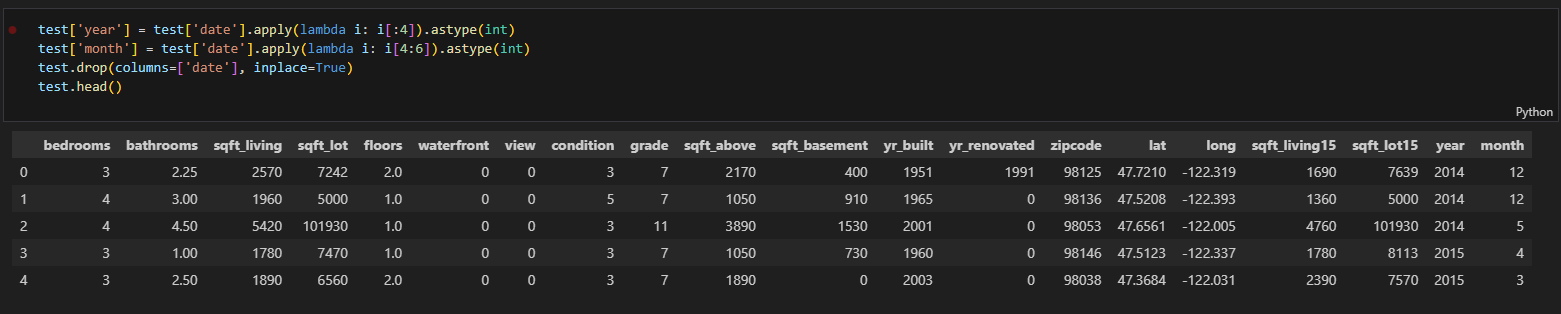 test['year'] = test['date'].apply(lambda i: i[:4]).astype(int)
test['month'] = test['date'].apply(lambda i: i[4:6]).astype(int)
test.drop(columns=['date'], inplace=True)
test.head()
Python
bedrooms bathrooms sqft_living sqft_lot floors waterfront view condition grade sqft_above sqft_basement yr_built yr_renovated zipcode lat long sqft_living15 sqft_lot15 year month
0 3 2.25 2570 7242 2.0 0 0 3 7 2170 400 1951 1991 98125 47.7210 -122.319 1690 7639 2014 12
1 4 3.00 1960 5000 1.0 0 0 5 7 1050 910 1965 0 98136 47.5208 -122.393 1360 5000 2014 12
2 4 4.50 5420 101930 1.0 0 0 3 11 3890 1530 2001 0 98053 47.6561 -122.005 4760 101930 2014 5
3 3 1.00 1780 7470 1.0 0 0 3 7 1050 730 1960 0 98146 47.5123 -122.337 1780 8113 2015 4
4 3 2.50 1890 6560 2.0 0 0 3 7 1890 0 2003 0 98038 47.3684 -122.031 2390 7570 2015 3